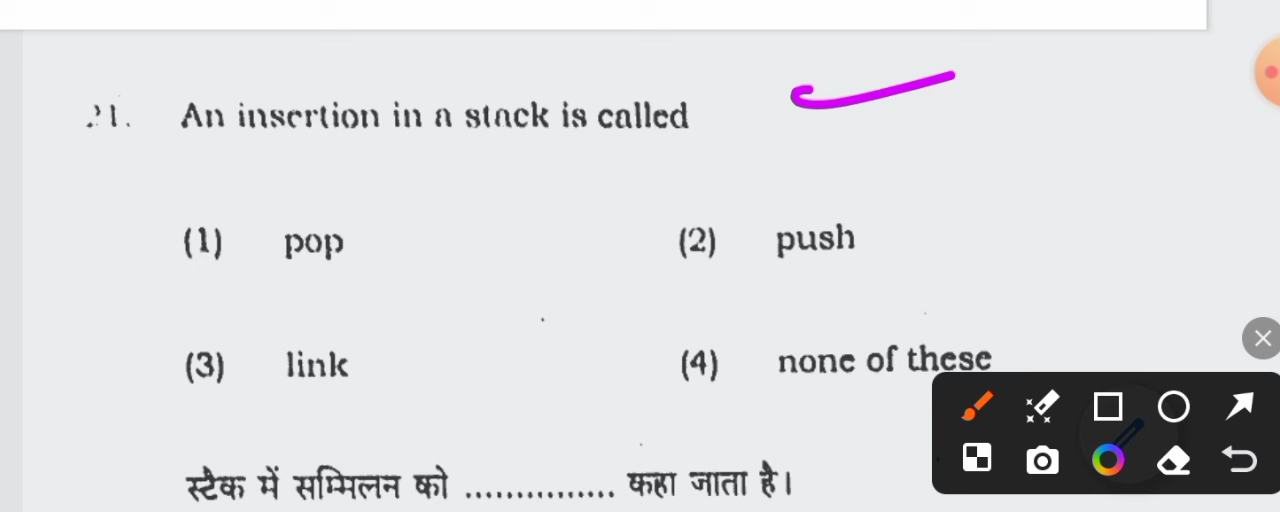 21. An insertion in a stack is called
(1) pop (2) push
(3) link (4) none of these
स्टैक में सम्मिलन को ............... कहा जाता है।